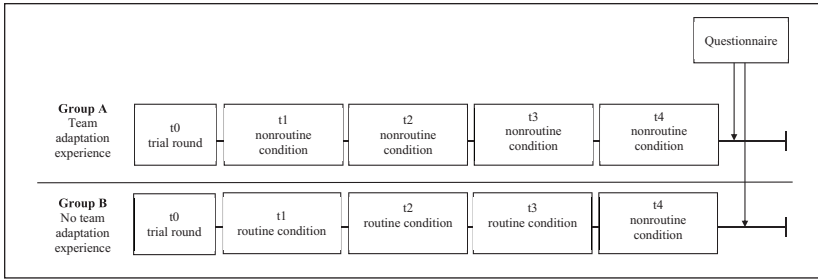 Questionnaire
Group A
Team
adaptation
experience
t0
trial round
t1
nonroutine
condition
t2
nonroutine
condition
t3
nonroutine
condition
t4
nonroutine
condition
Group B
No team
adaptation
experience
t0
trial round
t1
routine condition
t2
routine condition
t3
routine condition
t4
nonroutine
condition